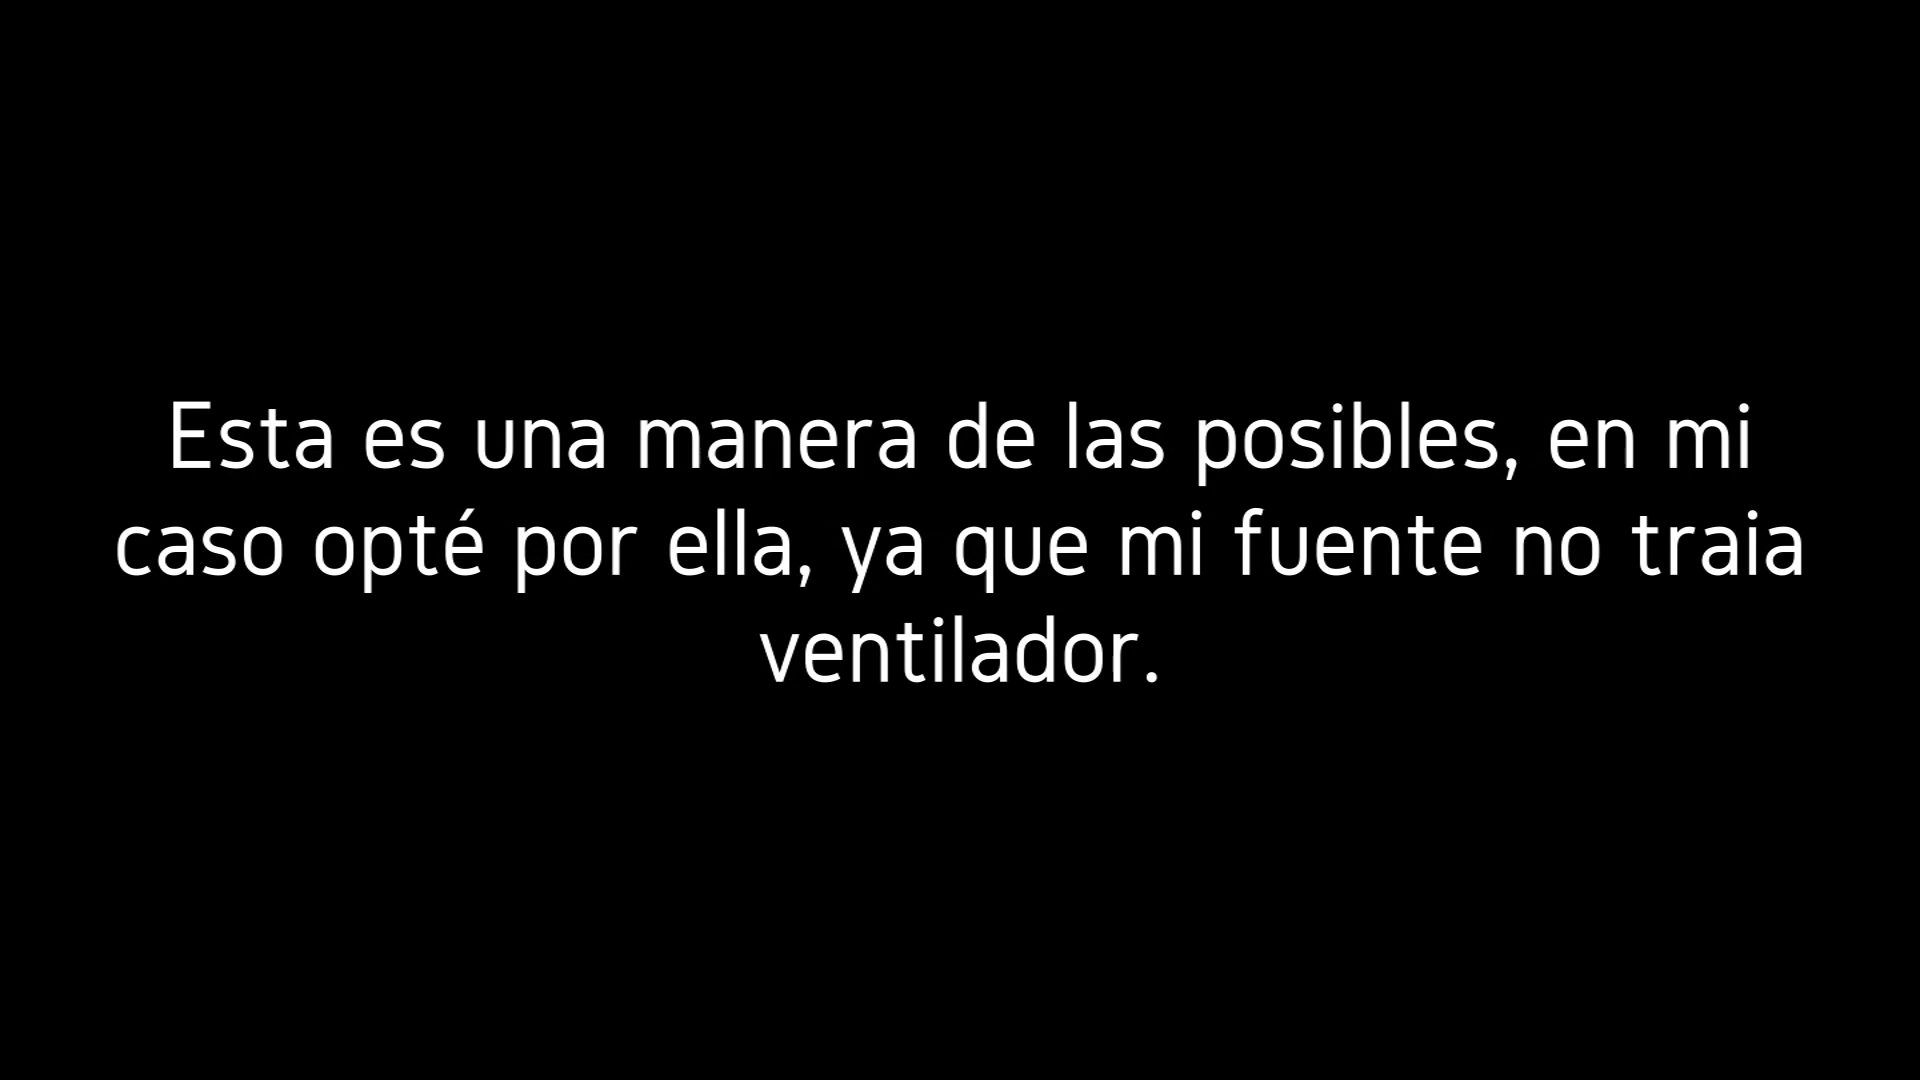 Esta es una manera de las posibles, en mi
caso opté por ella, ya que mi fuente no traia
ventilador.